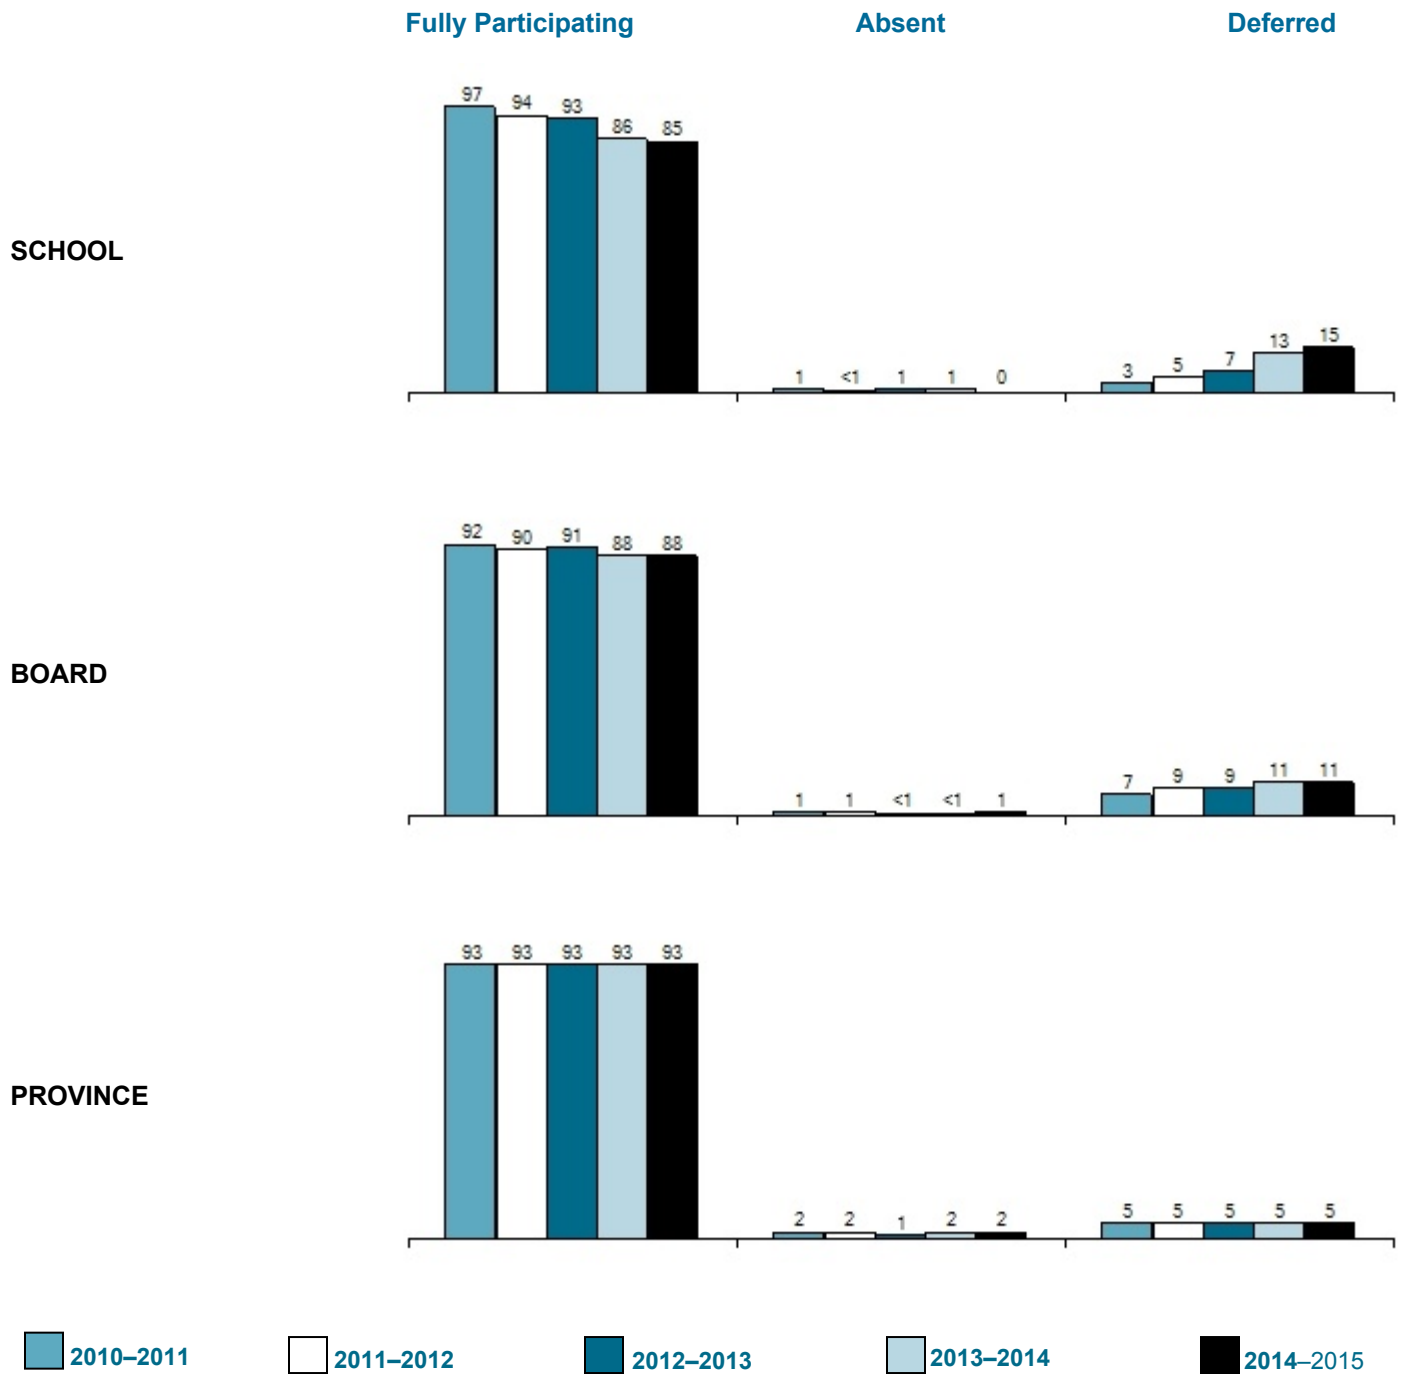 Fully Participating Absent Deferred
97 94 93 86 85
1 <1 1 1 0
3 5 7 13 15
SCHOOL
92 90 91 88 88
1 1 <1 <1 1
7 9 9 11 11
BOARD
93 93 93 93 93
2 2 1 2 2
5 5 5 5 5
PROVINCE
2010–2011 2011–2012 2012–2013 2013–2014 2014–2015